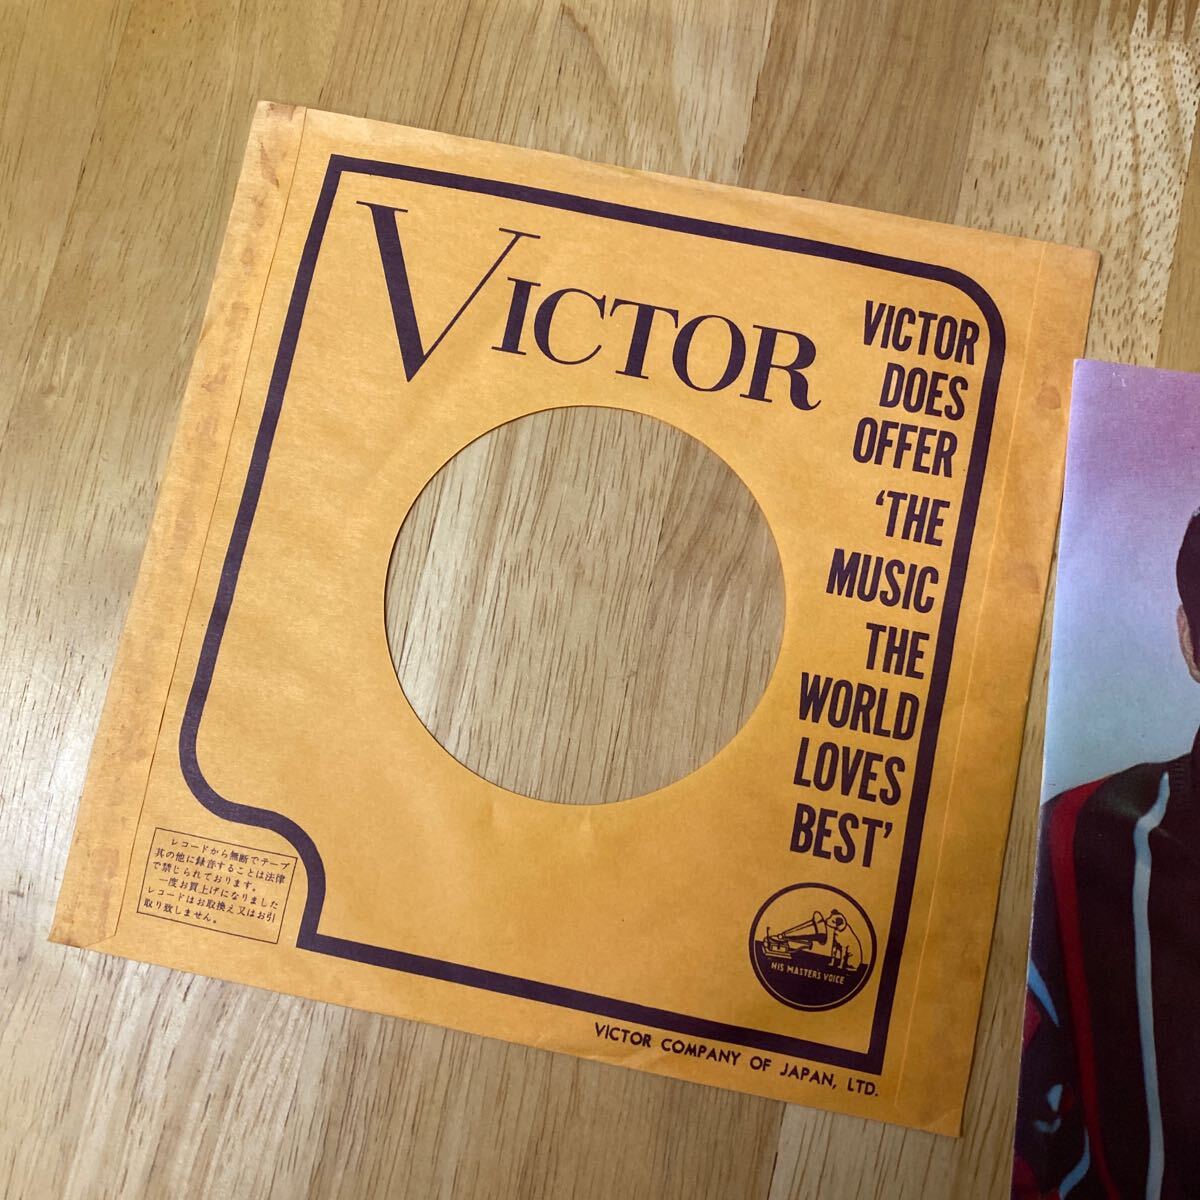 VICTOR
VICTOR
DOES
OFFER
‘THE
MUSIC
THE
WORLD
LOVES
BEST’
レコードから無断でテープ
其の他に録音することは法律
で禁じられております。
一度お買上げになりました
レコードはお取換え又はお引
取り致しません。
HIS MASTERS VOICE
VICTOR COMPANY OF JAPAN, LTD.